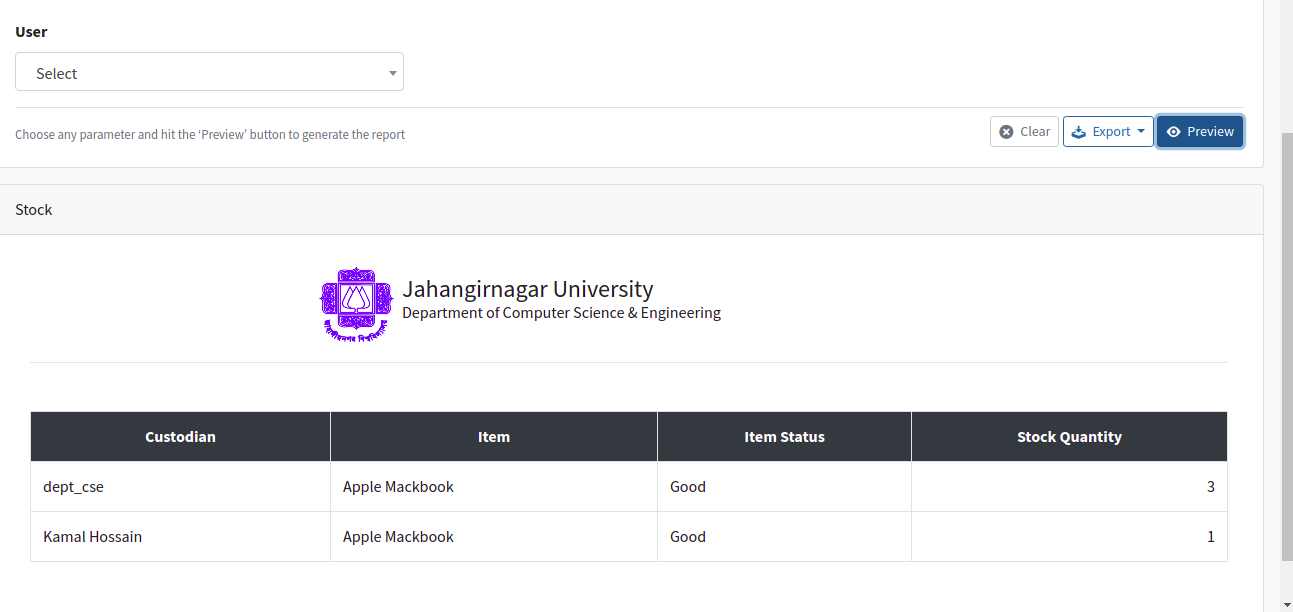 User
Select
Choose any parameter and hit the ‘Preview’ button to generate the report
Clear Export Preview
Stock
Jahangirnagar University
Department of Computer Science & Engineering
Custodian Item Item Status Stock Quantity
dept_cse Apple Mackbook Good 3
Kamal Hossain Apple Mackbook Good 1